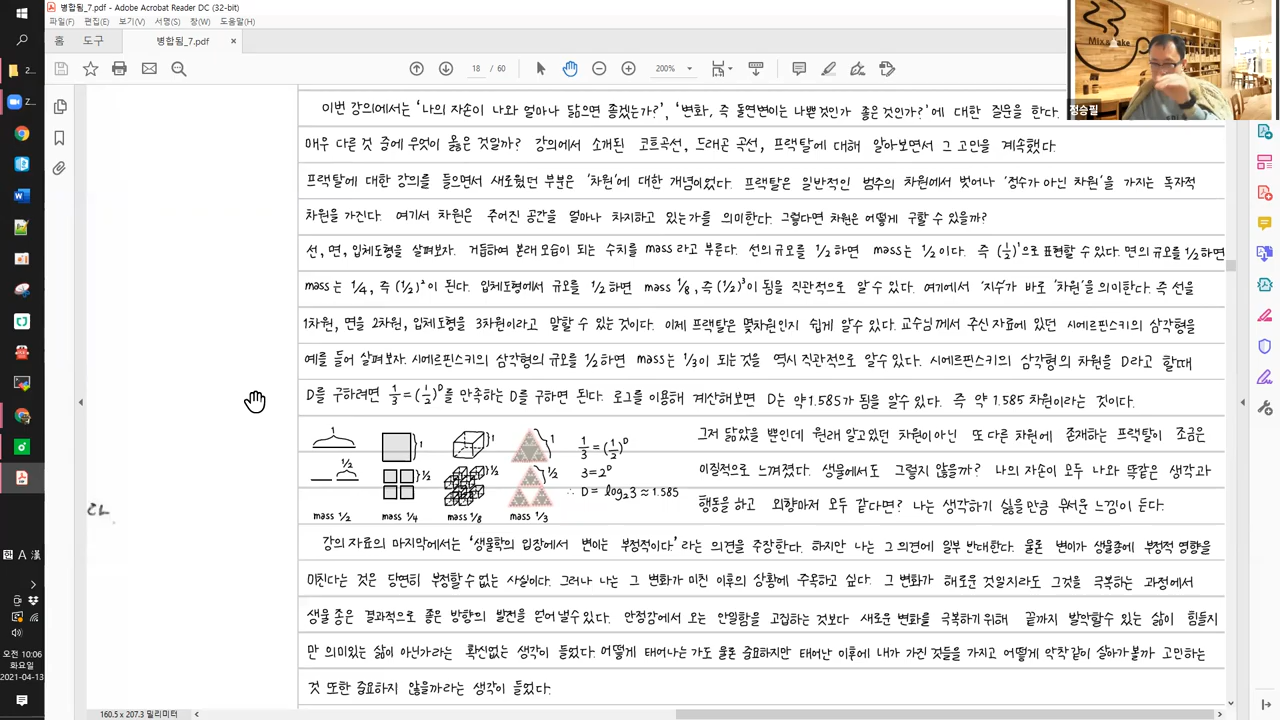 병합됨_7.pdf - Adobe Acrobat Reader DC (32-bit)
파일(F) 편집(E) 보기(V) 서명(S) 창(W) 도움말(H)
홈 도구 병합됨_7.pdf ×
/ 60 200%
Mix & Make
정승필
이번 강의에서는 '나의 자손이 나와 얼마나 닮으면 좋겠는가?', '변화, 즉 돌연변이는 나쁜 것인가 좋은 것인가?'에 대한 질문을 한다.
매우 다른 것 중에 무엇이 옳은 것일까? 강의에서 소개된 코흐곡선, 드래곤 곡선, 프랙탈에 대해 알아보면서 그 고민을 계속했다.
프랙탈에 대한 강의를 들으면서 새로웠던 부분은 '차원'에 대한 개념이었다. 프랙탈은 일반적인 범주의 차원에서 벗어나 '정수가 아닌 차원'을 가지는 독자적
차원을 가진다. 여기서 차원은 주어진 공간을 얼마나 차지하고 있는가를 의미한다. 그렇다면 차원은 어떻게 구할 수 있을까?
선, 면, 입체도형을 살펴보자. 거듭하여 본래 모습이 되는 수치를 mass 라고 부른다. 선의 규모를 1/2 하면 mass는 1/2 이다. 즉 (1/2)¹으로 표현할 수 있다. 면의 규모를 1/2 하면
mass는 1/4, 즉 (1/2)²이 된다. 입체도형에서 규모를 1/2 하면 mass 1/8, 즉 (1/2)³이 됨을 직관적으로 알 수 있다. 여기에서 '지수'가 바로 '차원'을 의미한다. 즉 선을
1차원, 면을 2차원, 입체도형을 3차원이라고 말할 수 있는 것이다. 이제 프랙탈은 몇차원인지 쉽게 알수 있다. 교수님께서 주신 자료에 있던 시에르핀스키의 삼각형을
예를 들어 살펴보자. 시에르핀스키의 삼각형의 규모를 1/2 하면 mass는 1/3이 되는 것을 역시 직관적으로 알수 있다. 시에르핀스키의 삼각형의 차원을 D라고 할때
D를 구하려면 1/3 = (1/2)ᴰ을 만족하는 D를 구하면 된다. 로그를 이용해 계산해보면 D는 약 1.585가 됨을 알수 있다. 즉 약 1.585 차원이라는 것이다.
1 1 1 1 1/3 = (1/2)ᴰ
1/2 1/2 1/2 1/2 3 = 2ᴰ
∴ D = log₂3 ≈ 1.585
mass 1/2 mass 1/4 mass 1/8 mass 1/3
그저 닮았을 뿐인데 원래 알고있던 차원이 아닌 또 다른 차원에 존재하는 프랙탈이 조금은
이질적으로 느껴졌다. 생물에서도 그렇지 않을까? 나의 자손이 모두 나와 똑같은 생각과
행동을 하고 외향마저 모두 같다면? 나는 생각하기 싫을만큼 무서운 느낌이 든다.
강의 자료의 마지막에서는 '생물학의 입장에서 변이는 부정적이다.' 라는 의견을 주장한다. 하지만 나는 그 의견에 일부 반대한다. 물론 변이가 생물종에 부정적 영향을
미친다는 것은 당연히 부정할 수 없는 사실이다. 그러나 나는 그 변화가 미친 이후의 상황에 주목하고 싶다. 그 변화가 해로운 것일지라도 그것을 극복하는 과정에서
생물 종은 결과적으로 좋은 방향의 발전을 얻어낼수 있다. 안정감에서 오는 안일함을 고집하는 것보다 새로운 변화를 극복하기 위해 끝까지 발악할수 있는 삶이 힘들지
만 의미있는 삶이 아닌가라는 확신없는 생각이 들었다. 어떻게 태어나는 가도 물론 중요하지만 태어난 이후에 내가 가진 것들을 가지고 어떻게 악착같이 살아가볼까 고민하는
것 또한 중요하지 않을까라는 생각이 들었다.
오전 10:06
화요일
2021-04-13
160.5 x 207.3 밀리미터